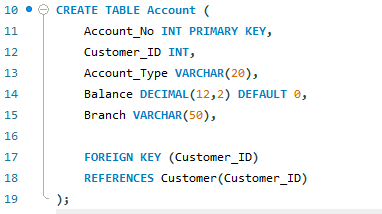 10 CREATE TABLE Account (
11 Account_No INT PRIMARY KEY,
12 Customer_ID INT,
13 Account_Type VARCHAR(20),
14 Balance DECIMAL(12,2) DEFAULT 0,
15 Branch VARCHAR(50),
16
17 FOREIGN KEY (Customer_ID)
18 REFERENCES Customer(Customer_ID)
19 );